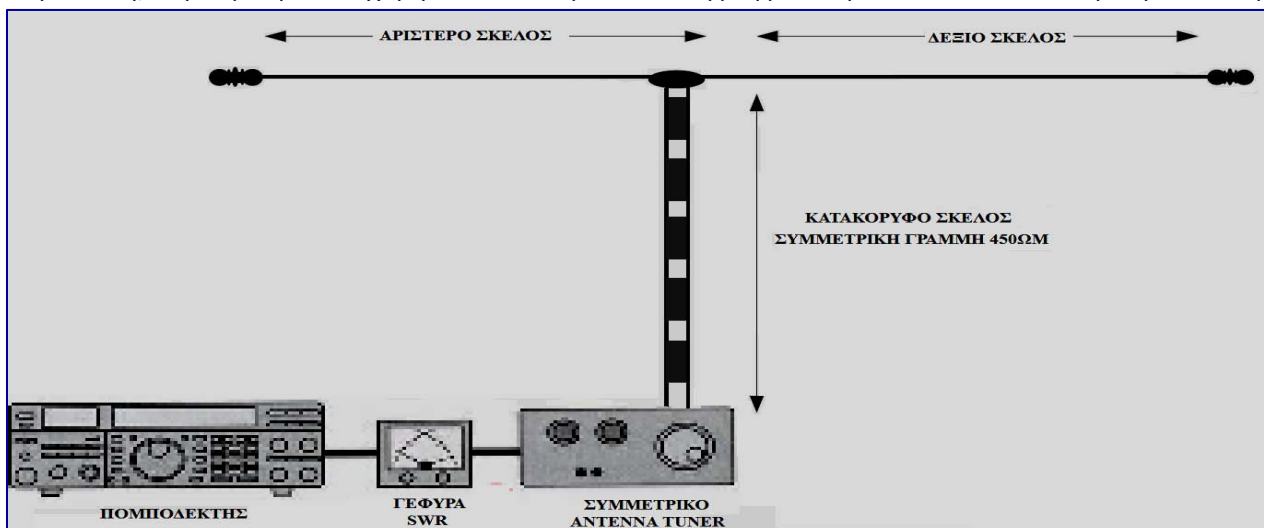 ΑΡΙΣΤΕΡΟ ΣΚΕΛΟΣ
ΔΕΞΙΟ ΣΚΕΛΟΣ
ΚΑΤΑΚΟΡΥΦΟ ΣΚΕΛΟΣ
ΣΥΜΜΕΤΡΙΚΗ ΓΡΑΜΜΗ 450ΩΜ
ΠΟΜΠΟΔΕΚΤΗΣ
ΓΕΦΥΡΑ
SWR
ΣΥΜΜΕΤΡΙΚΟ
ANTENNA TUNER